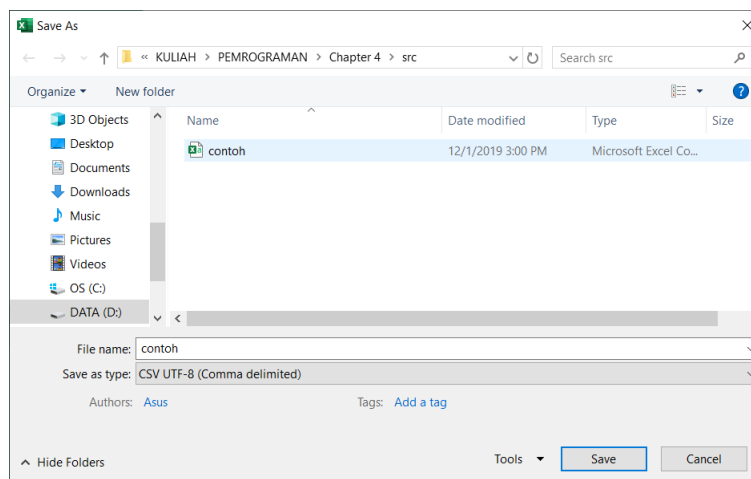 Save As
« KULIAH > PEMROGRAMAN > Chapter 4 > src
Search src
Organize
New folder
Name
Date modified
Type
Size
3D Objects
Desktop
Documents
Downloads
Music
Pictures
Videos
OS (C:)
DATA (D:)
contoh 12/1/2019 3:00 PM Microsoft Excel Co...
File name: contoh
Save as type: CSV UTF-8 (Comma delimited)
Authors: Asus Tags: Add a tag
Hide Folders
Tools
Save
Cancel